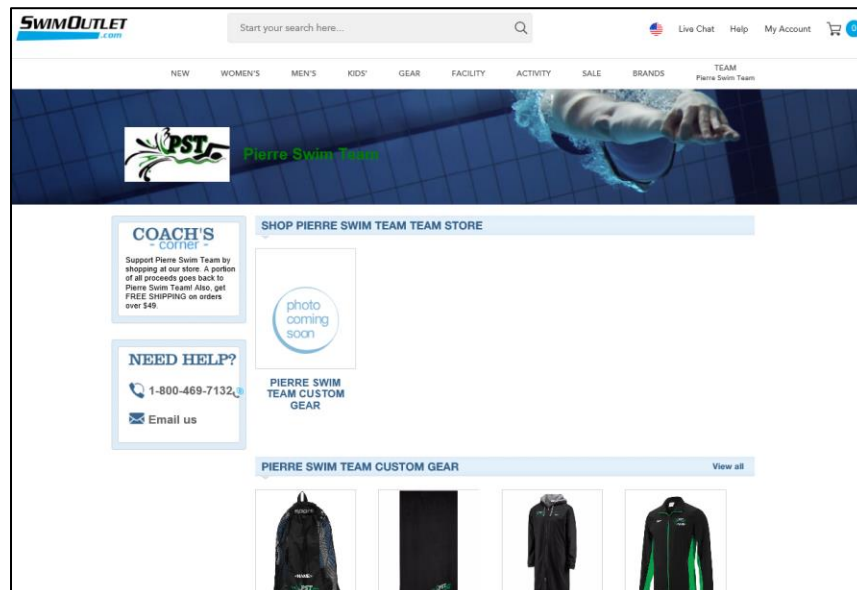 SWIMOUTLET
.com
Start your search here...
Live Chat Help My Account 0
NEW WOMEN'S MEN'S KIDS' GEAR FACILITY ACTIVITY SALE BRANDS TEAM
Pierre Swim Team
PST
Pierre Swim Team
COACH'S
- corner -
Support Pierre Swim Team by
shopping at our store. A portion
of all proceeds goes back to
Pierre Swim Team! Also, get
FREE SHIPPING on orders
over $49.
NEED HELP?
1-800-469-7132
Email us
SHOP PIERRE SWIM TEAM TEAM STORE
photo
coming
soon
PIERRE SWIM
TEAM CUSTOM
GEAR
PIERRE SWIM TEAM CUSTOM GEAR View all
<NAME>
PST